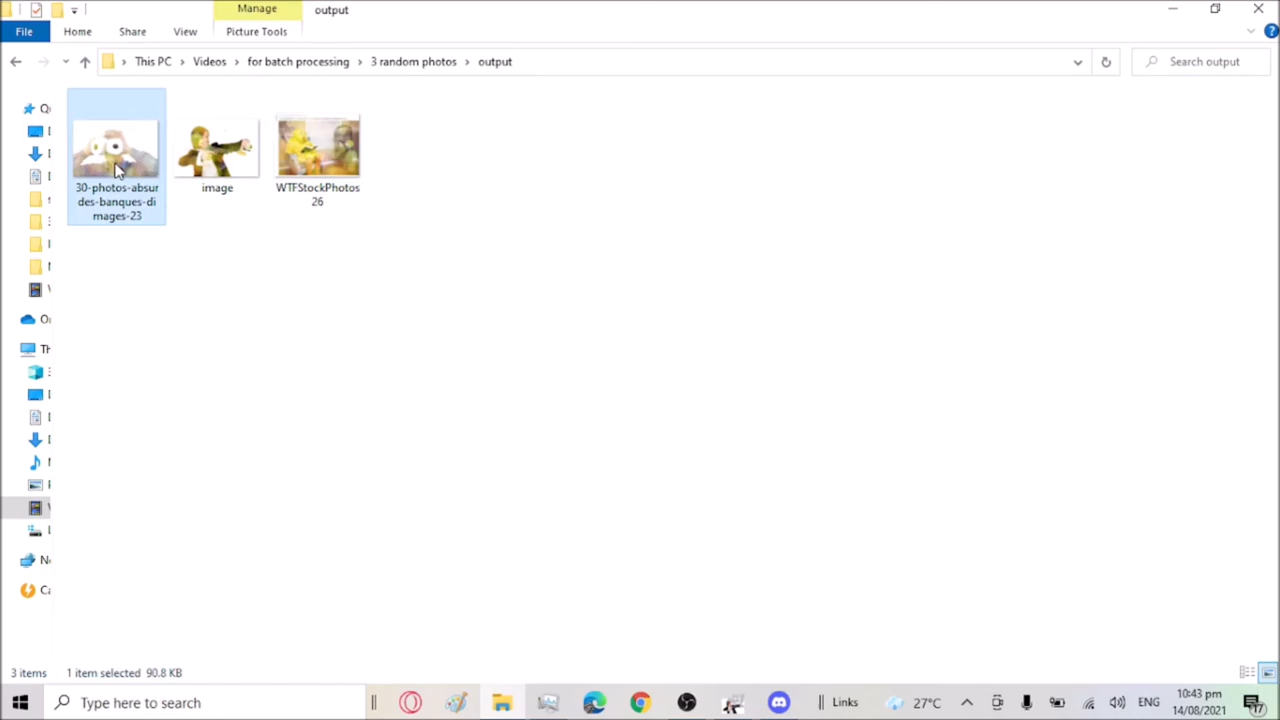 Manage
output
File
Home
Share
View
Picture Tools
This PC
Videos
for batch processing
3 random photos
output
Search output
30-photos-absur
des-banques-di
mages-23
image
WTFStockPhotos
26
3 items
1 item selected 90.8 KB
Type here to search
Links
27°C
ENG
10:43 pm
14/08/2021
17